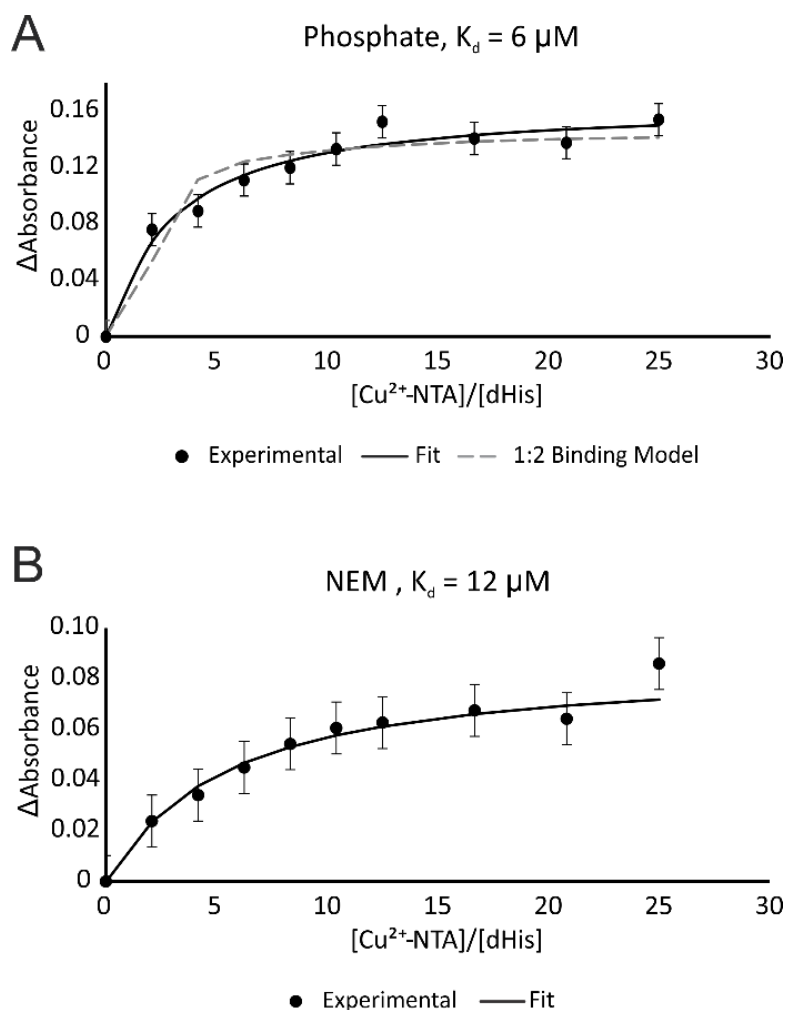 A
Phosphate, K_d = 6 μM
0.16
0.12
0.08
0.04
0
ΔAbsorbance
0 5 10 15 20 25 30
[Cu²⁺-NTA]/[dHis]
Experimental Fit 1:2 Binding Model
B
NEM , K_d = 12 μM
0.10
0.08
0.06
0.04
0.02
0
ΔAbsorbance
0 5 10 15 20 25 30
[Cu²⁺-NTA]/[dHis]
Experimental Fit